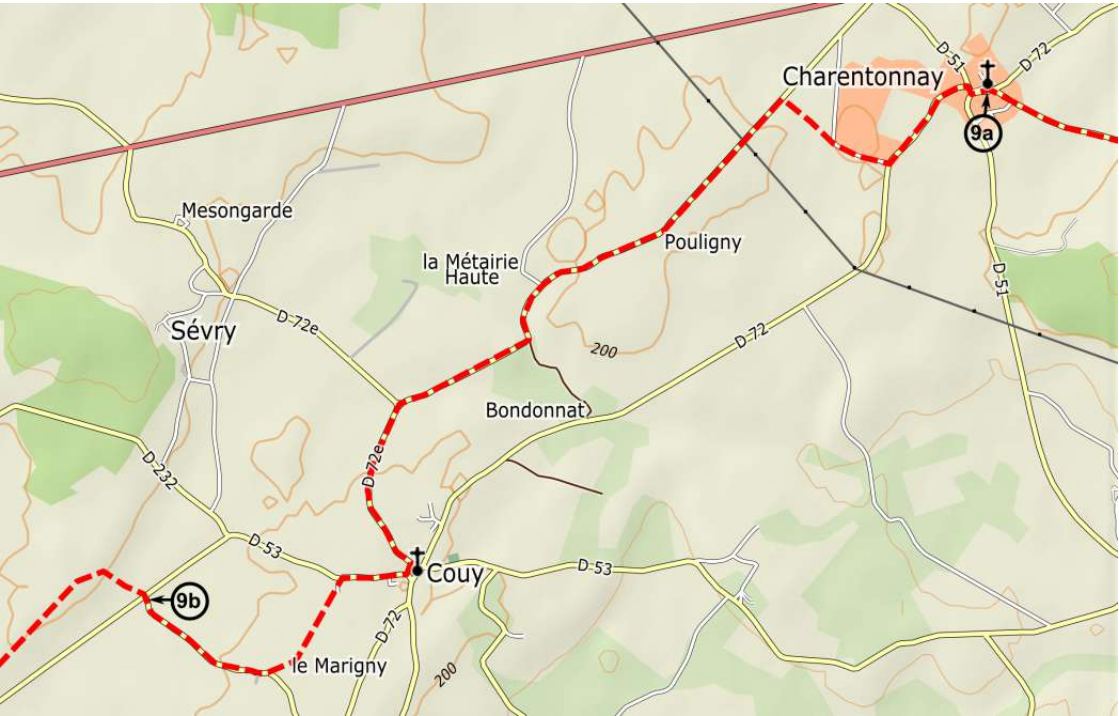 D-51
D-72
Charentonnay
9a
Mesongarde
la Métairie
Haute
Pouligny
D-51
D-72e
Sévry
D-72
200
Bondonnat
D-72e
D-232
D-53
Couy
D-53
9b
D-72
le Marigny
200